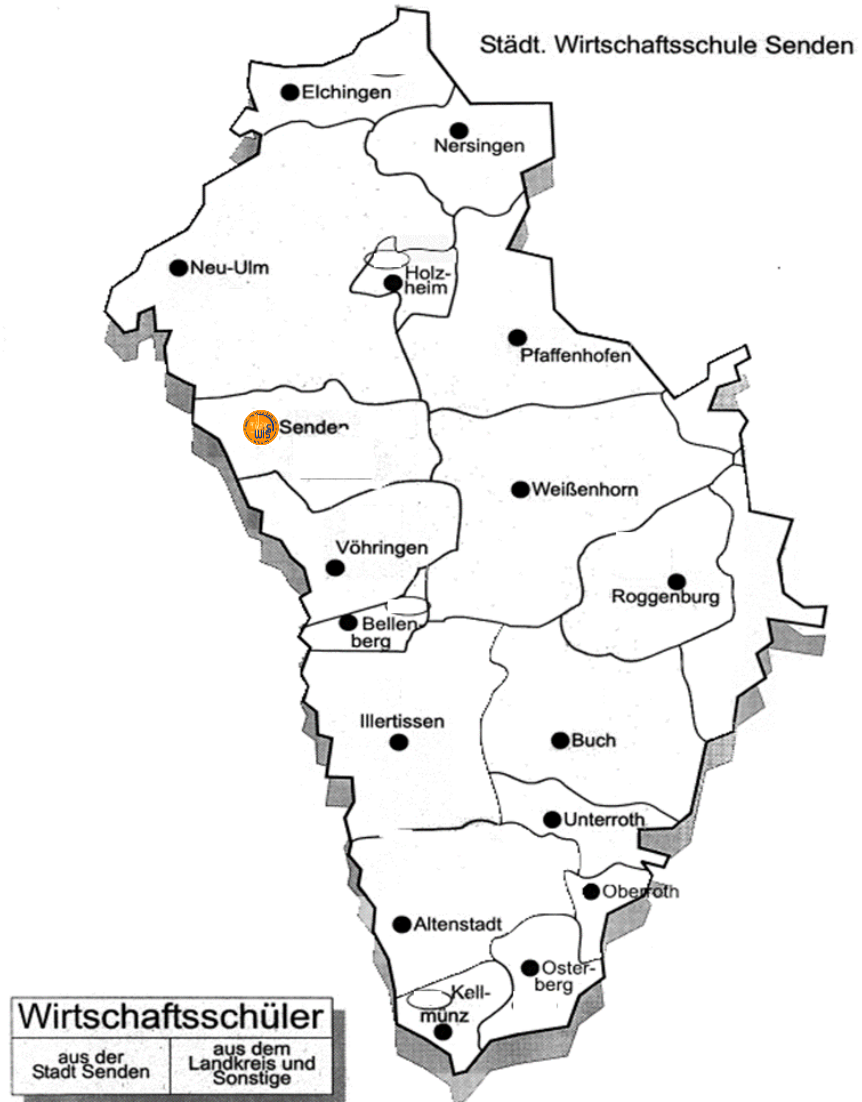 Städt. Wirtschaftsschule Senden
Elchingen
Nersingen
Neu-Ulm
Holz-
heim
Pfaffenhofen
wis
Senden
Weißenhorn
Vöhringen
Roggenburg
Bellen-
berg
Illertissen
Buch
Unterroth
Oberroth
Altenstadt
Oster-
berg
Kell-
münz
Wirtschaftsschüler
aus der
Stadt Senden
aus dem
Landkreis und
Sonstige